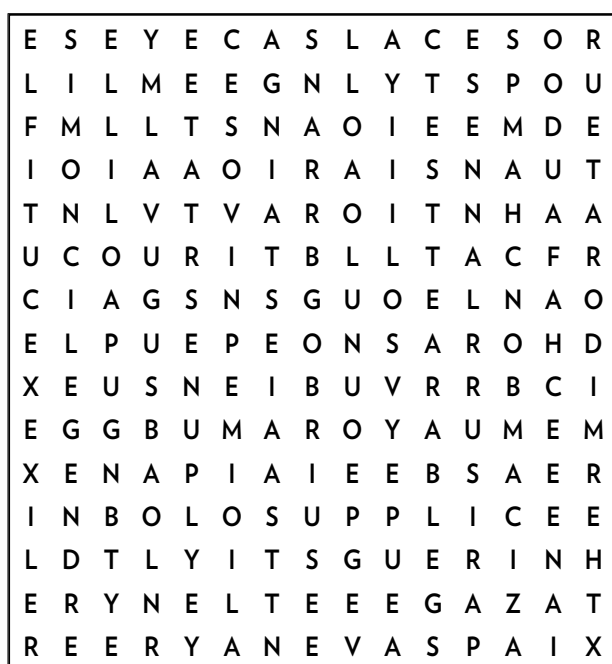 E S E Y E C A S L A C E S O R
L I L M E E G N L Y T S P O U
F M L L T S N A O I E E M D E
I O I A A O I R A I S N A U T
T N L V T V A R O I T N H A A
U C O U R I T B L L T A C F R
C I A G S N S G U O E L N A O
E L P U E P E O N S A R O H D
X E U S N E I B U V R R B C I
E G G B U M A R O Y A U M E M
X E N A P I A I E E B S A E R
I N B O L O S U P P L I C E E
L D T L Y I T S G U E R I N H
E R Y N E L T E E E G A Z A T
R E E R Y A N E V A S P A I X